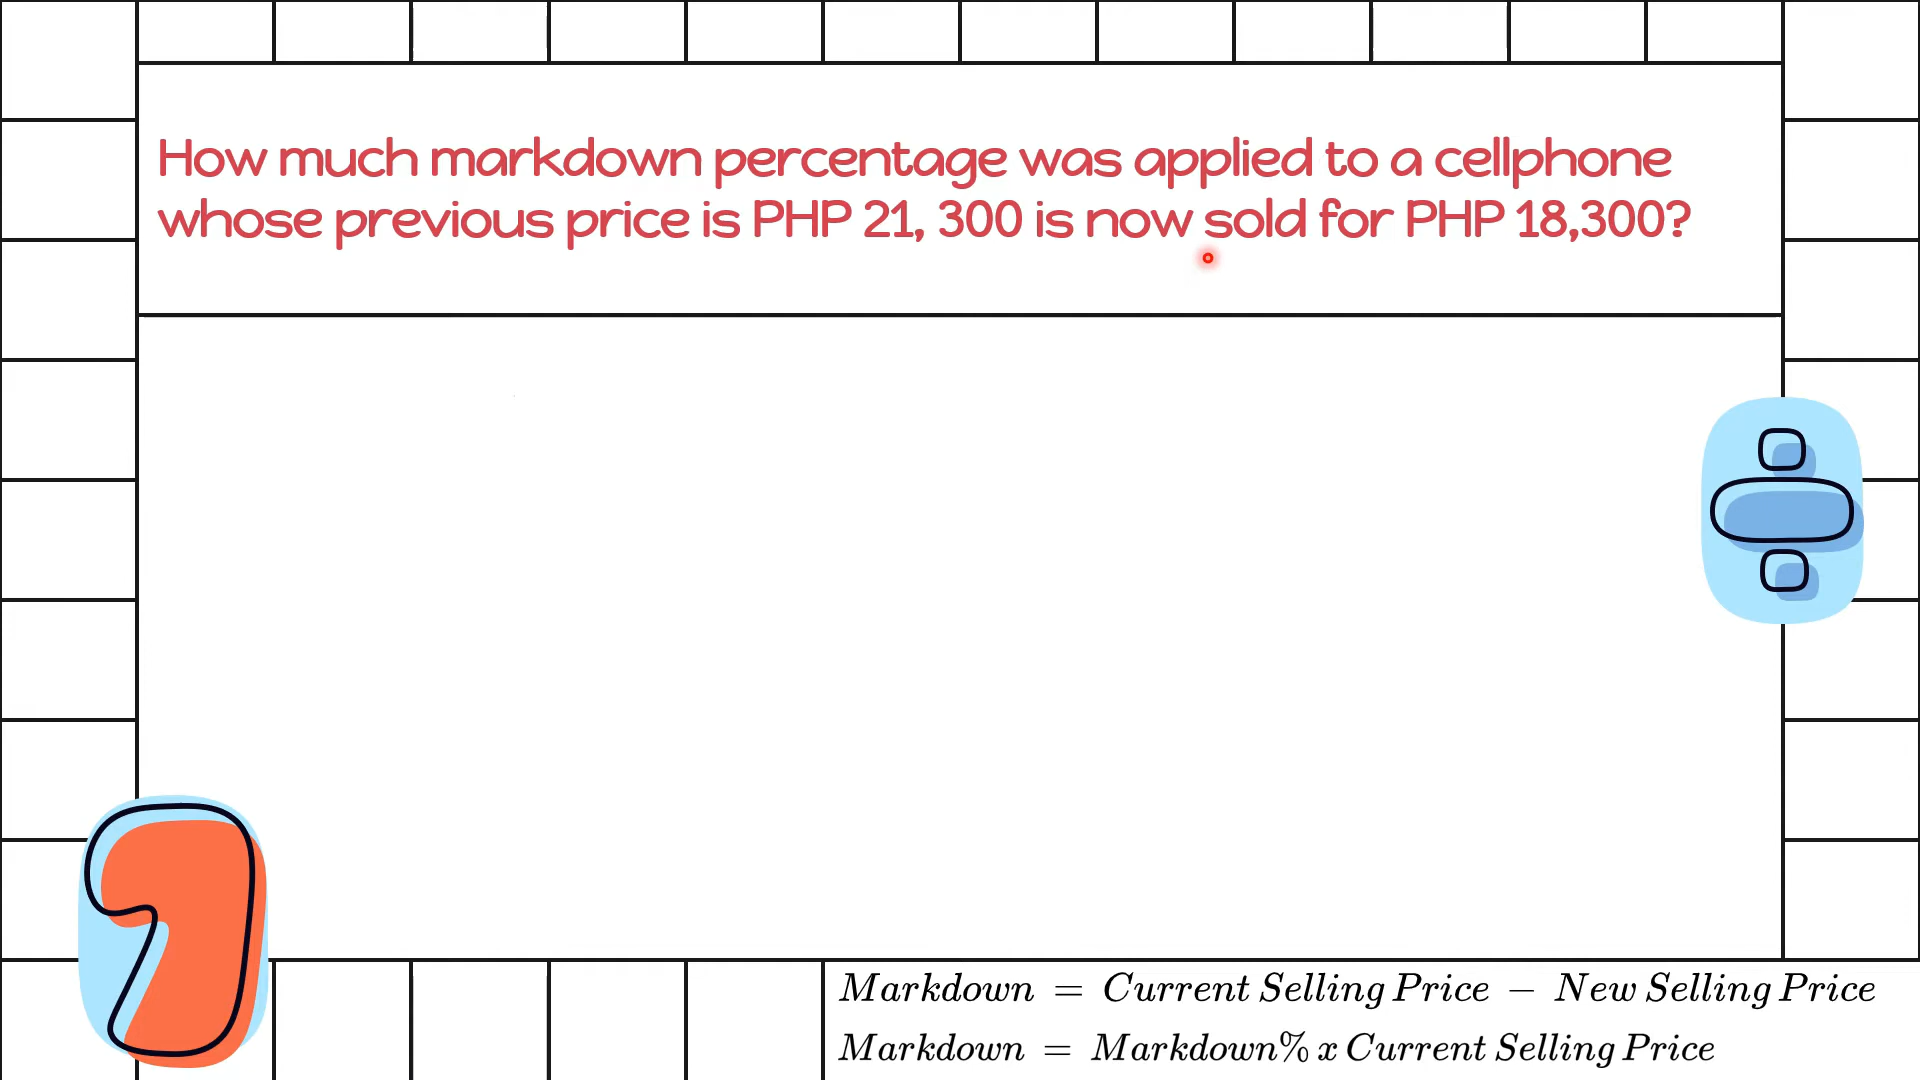 How much markdown percentage was applied to a cellphone
whose previous price is PHP 21, 300 is now sold for PHP 18,300?
Markdown = Current Selling Price − New Selling Price
Markdown = Markdown% x Current Selling Price